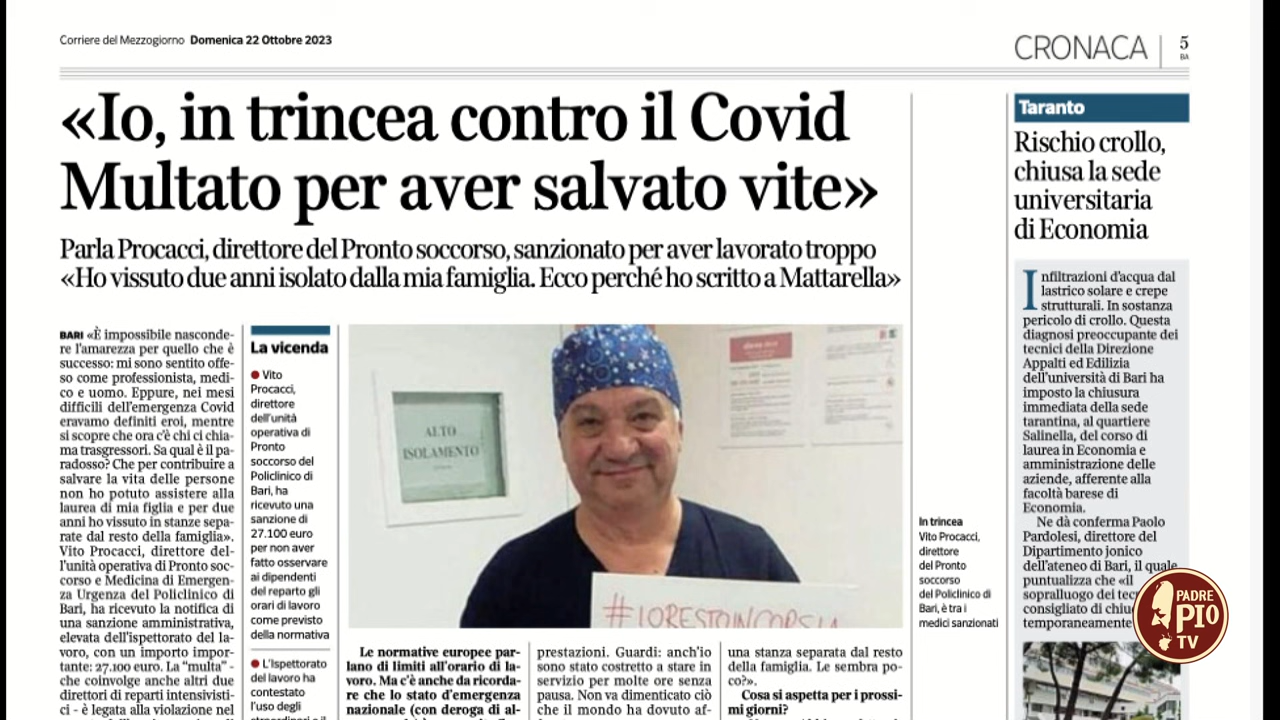 Corriere del Mezzogiorno Domenica 22 Ottobre 2023
CRONACA
5
BA
«Io, in trincea contro il Covid
Multato per aver salvato vite»
Parla Procacci, direttore del Pronto soccorso, sanzionato per aver lavorato troppo
«Ho vissuto due anni isolato dalla mia famiglia. Ecco perché ho scritto a Mattarella»
BARI «È impossibile nasconde-
re l'amarezza per quello che è
successo: mi sono sentito offe-
so come professionista, medi-
co e uomo. Eppure, nei mesi
difficili dell'emergenza Covid
eravamo definiti eroi, mentre
si scopre che ora c'è chi ci chia-
ma trasgressori. Sa qual è il pa-
radosso? Che per contribuire a
salvare la vita delle persone
non ho potuto assistere alla
laurea di mia figlia e per due
anni ho vissuto in stanze sepa-
rate dal resto della famiglia».
Vito Procacci, direttore del-
l'unità operativa di Pronto soc-
corso e Medicina di Emergen-
za Urgenza del Policlinico di
Bari, ha ricevuto la notifica di
una sanzione amministrativa,
elevata dell'ispettorato del la-
voro, con un importo impor-
tante: 27.100 euro. La "multa" -
che coinvolge anche altri due
direttori di reparti intensivisti-
ci - è legata alla violazione nel
La vicenda
● Vito
Procacci,
direttore
dell'unità
operativa di
Pronto
soccorso del
Policlinico di
Bari, ha
ricevuto una
sanzione di
27.100 euro
per non aver
fatto osservare
ai dipendenti
del reparto gli
orari di lavoro
come previsto
della normativa
● L'Ispettorato
del lavoro ha
contestato
l'uso degli
straordinari e il
ALTO
ISOLAMENTO
#IORESTOINCORSIA
Le normative europee par-
lano di limiti all'orario di la-
voro. Ma c'è anche da ricorda-
re che lo stato d'emergenza
nazionale (con deroga di al-
prestazioni. Guardi: anch'io
sono stato costretto a stare in
servizio per molte ore senza
pausa. Non va dimenticato ciò
che il mondo ha dovuto af-
una stanza separata dal resto
della famiglia. Le sembra po-
co?».
Cosa si aspetta per i prossi-
mi giorni?
In trincea
Vito Procacci,
direttore
del Pronto
soccorso
del Policlinico di
Bari, è tra i
medici sanzionati
Taranto
Rischio crollo,
chiusa la sede
universitaria
di Economia
Infiltrazioni d'acqua dal
lastrico solare e crepe
strutturali. In sostanza
pericolo di crollo. Questa
diagnosi preoccupante dei
tecnici della Direzione
Appalti ed Edilizia
dell'università di Bari ha
imposto la chiusura
immediata della sede
tarantina, al quartiere
Salinella, del corso di
laurea in Economia e
amministrazione delle
aziende, afferente alla
facoltà barese di
Economia.
Ne dà conferma Paolo
Pardolesi, direttore del
Dipartimento jonico
dell'ateneo di Bari, il quale
puntualizza che «il
sopralluogo dei
consigliato di
temporaneamente
PADRE
PIO
TV